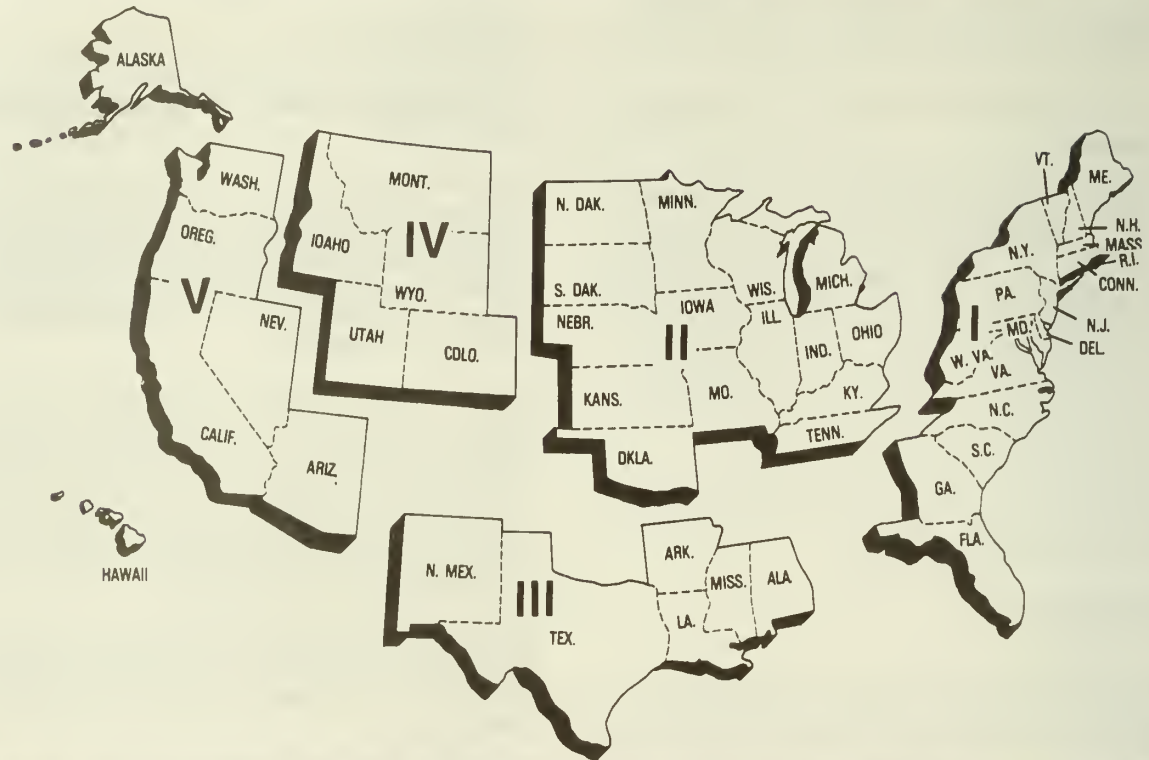 ALASKA
WASH.
OREG.
V
NEV.
CALIF.
ARIZ.
HAWAII
MONT.
IV
IOAHO
WYO.
UTAH
CDLO.
N. DAK.
MINN.
S. DAK.
WIS.
MICH.
NEBR.
IOWA
II
ILL
IND.
OHIO
KANS.
MO.
KY.
TENN.
DKLA.
N. MEX.
III
TEX.
ARK.
MISS.
ALA.
LA.
VT.
ME.
N.H.
MASS
R.I.
CONN.
N.Y.
PA.
I
N.J.
MD.
DEL.
W. VA.
VA.
N.C.
S.C.
GA.
FLA.